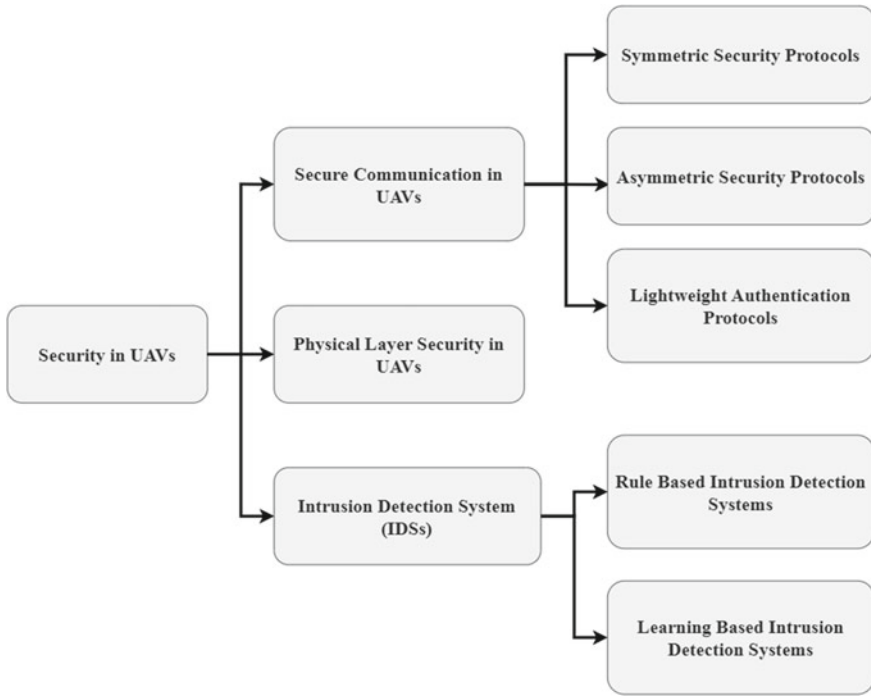 Security in UAVs
Secure Communication in
UAVs
Physical Layer Security in
UAVs
Intrusion Detection System
(IDSs)
Symmetric Security Protocols
Asymmetric Security Protocols
Lightweight Authentication
Protocols
Rule Based Intrusion Detection
Systems
Learning Based Intrusion
Detection Systems